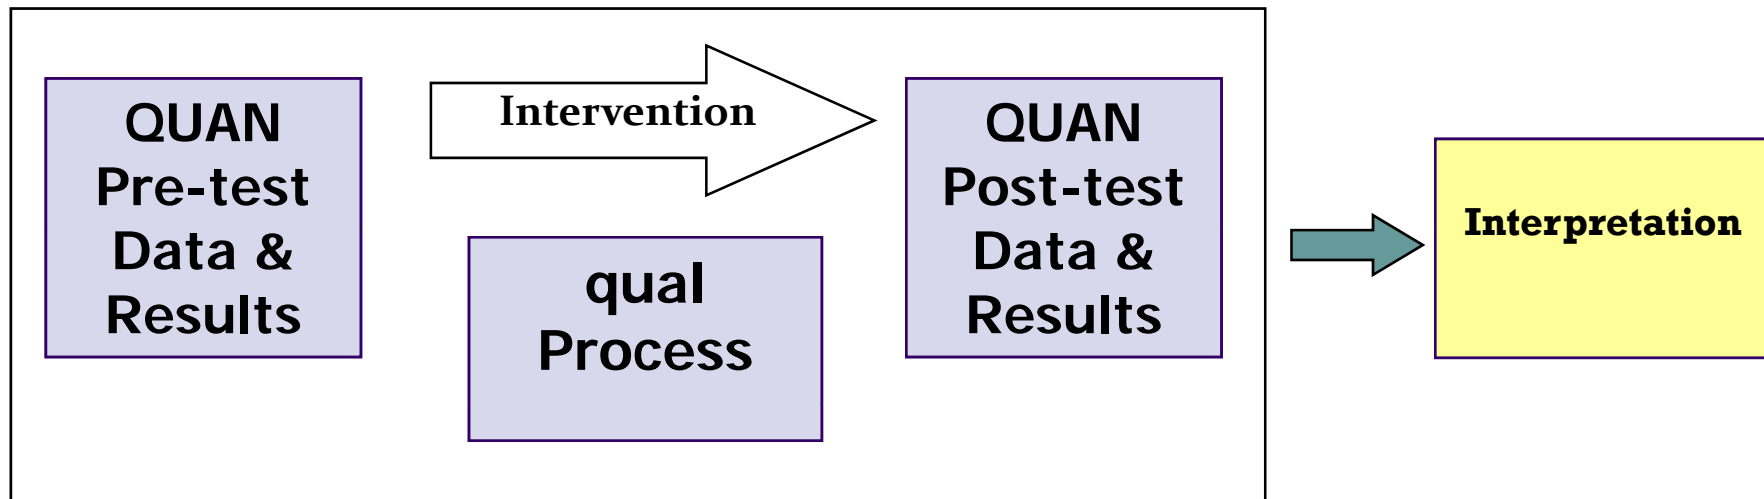 QUAN
Pre-test
Data &
Results
Intervention
qual
Process
QUAN
Post-test
Data &
Results
Interpretation